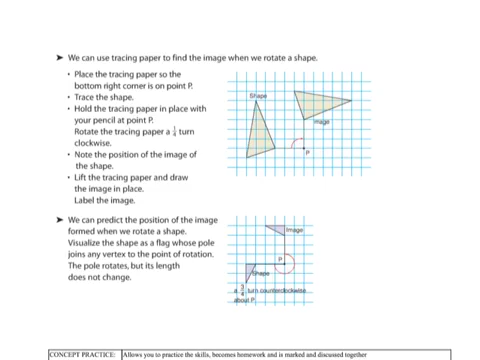 ➤ We can use tracing paper to find the image when we rotate a shape.
• Place the tracing paper so the
bottom right corner is on point P.
• Trace the shape.
• Hold the tracing paper in place with
your pencil at point P.
Rotate the tracing paper a 1/4 turn
clockwise.
• Note the position of the image of
the shape.
• Lift the tracing paper and draw
the image in place.
Label the image.
Shape
Image
P
➤ We can predict the position of the image
formed when we rotate a shape.
Visualize the shape as a flag whose pole
joins any vertex to the point of rotation.
The pole rotates, but its length
does not change.
Image
P
Shape
turn counterclockwise
about P
CONCEPT PRACTICE: Allows you to practice the skills, becomes homework and is marked and discussed together